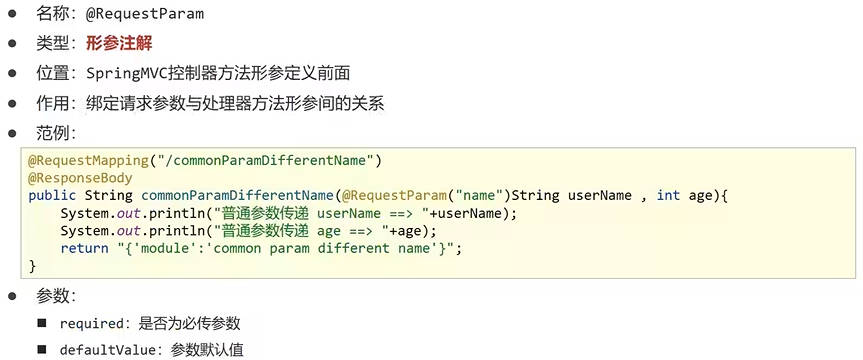 ● 名称：@RequestParam
● 类型：形参注解
● 位置：SpringMVC控制器方法形参定义前面
● 作用：绑定请求参数与处理器方法形参间的关系
● 范例：
@RequestMapping("/commonParamDifferentName")
@ResponseBody
public String commonParamDifferentName(@RequestParam("name")String userName , int age){
    System.out.println("普通参数传递 userName ==> "+userName);
    System.out.println("普通参数传递 age ==> "+age);
    return "{'module':'common param different name'}";
}
● 参数：
■ required：是否为必传参数
■ defaultValue：参数默认值